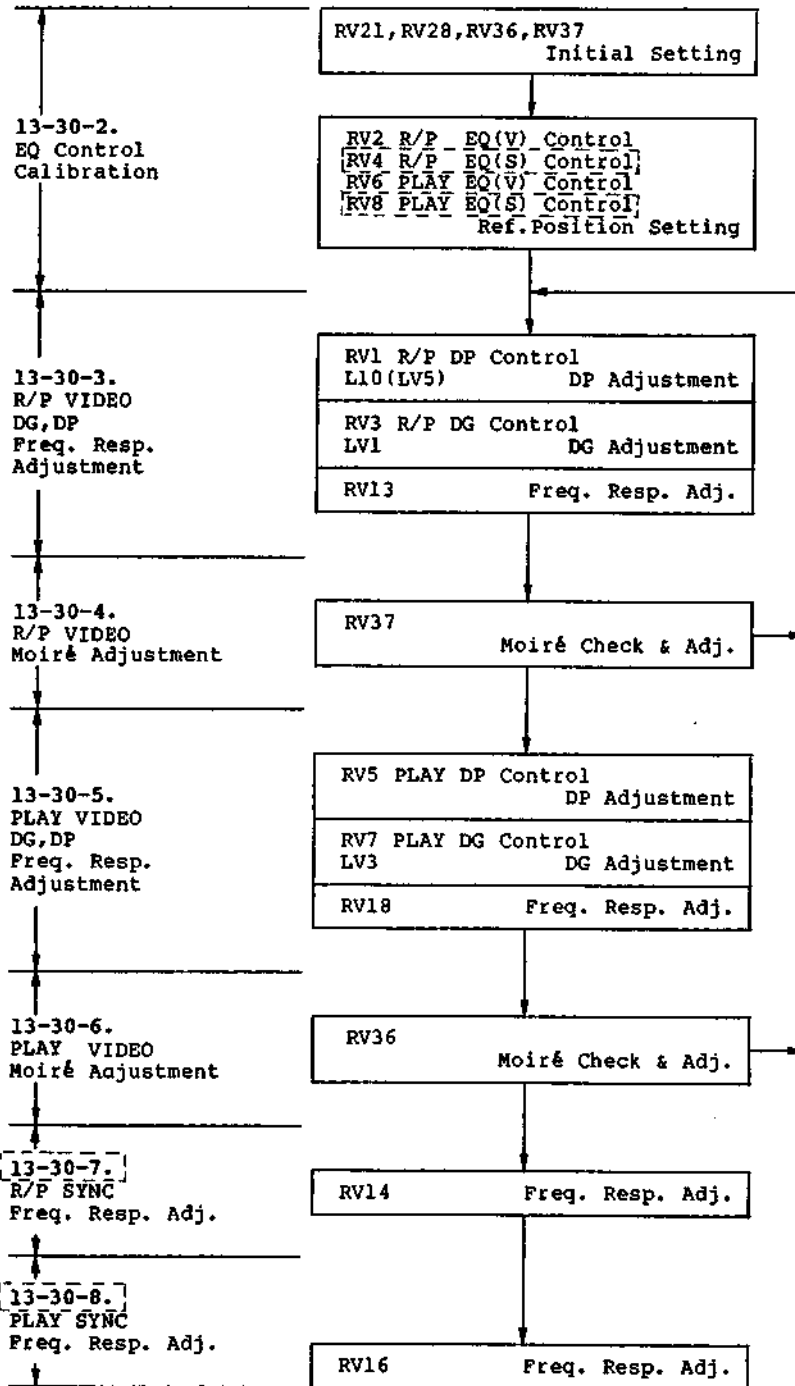 RV21,RV28,RV36,RV37
Initial Setting
13-30-2.
EQ Control
Calibration
RV2 R/P EQ(V) Control
RV4 R/P EQ(S) Control
RV6 PLAY EQ(V) Control
RV8 PLAY EQ(S) Control
Ref.Position Setting
13-30-3.
R/P VIDEO
DG,DP
Freq. Resp.
Adjustment
RV1 R/P DP Control
L10(LV5) DP Adjustment
RV3 R/P DG Control
LV1 DG Adjustment
RV13 Freq. Resp. Adj.
13-30-4.
R/P VIDEO
Moiré Adjustment
RV37
Moiré Check & Adj.
13-30-5.
PLAY VIDEO
DG,DP
Freq. Resp.
Adjustment
RV5 PLAY DP Control
DP Adjustment
RV7 PLAY DG Control
LV3 DG Adjustment
RV18 Freq. Resp. Adj.
13-30-6.
PLAY VIDEO
Moiré Adjustment
RV36
Moiré Check & Adj.
13-30-7.
R/P SYNC
Freq. Resp. Adj.
RV14 Freq. Resp. Adj.
13-30-8.
PLAY SYNC
Freq. Resp. Adj.
RV16 Freq. Resp. Adj.